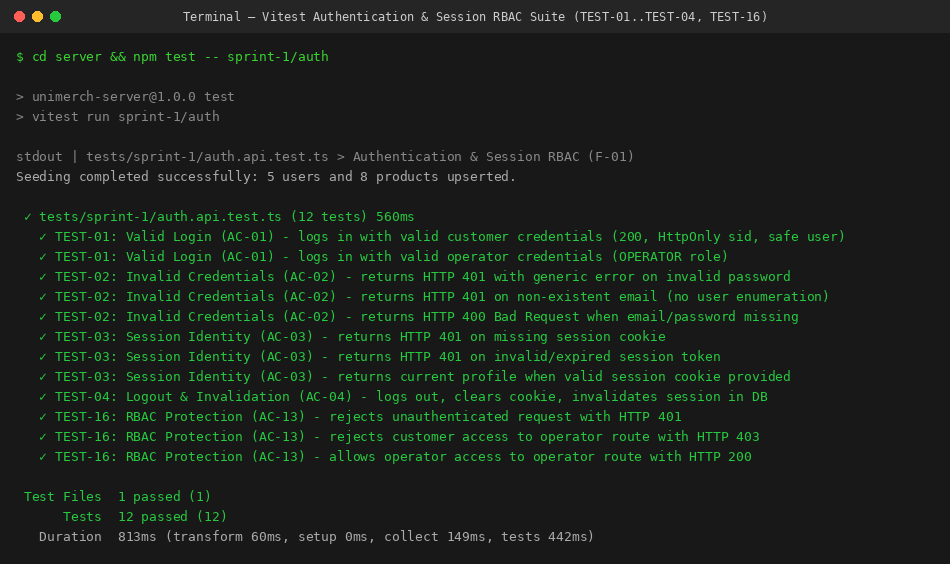 Terminal — Vitest Authentication & Session RBAC Suite (TEST-01..TEST-04, TEST-16)
$ cd server && npm test -- sprint-1/auth
> unimerch-server@1.0.0 test
> vitest run sprint-1/auth
stdout | tests/sprint-1/auth.api.test.ts > Authentication & Session RBAC (F-01)
Seeding completed successfully: 5 users and 8 products upserted.
✓ tests/sprint-1/auth.api.test.ts (12 tests) 560ms
✓ TEST-01: Valid Login (AC-01) - logs in with valid customer credentials (200, HttpOnly sid, safe user)
✓ TEST-01: Valid Login (AC-01) - logs in with valid operator credentials (OPERATOR role)
✓ TEST-02: Invalid Credentials (AC-02) - returns HTTP 401 with generic error on invalid password
✓ TEST-02: Invalid Credentials (AC-02) - returns HTTP 401 on non-existent email (no user enumeration)
✓ TEST-02: Invalid Credentials (AC-02) - returns HTTP 400 Bad Request when email/password missing
✓ TEST-03: Session Identity (AC-03) - returns HTTP 401 on missing session cookie
✓ TEST-03: Session Identity (AC-03) - returns HTTP 401 on invalid/expired session token
✓ TEST-03: Session Identity (AC-03) - returns current profile when valid session cookie provided
✓ TEST-04: Logout & Invalidation (AC-04) - logs out, clears cookie, invalidates session in DB
✓ TEST-16: RBAC Protection (AC-13) - rejects unauthenticated request with HTTP 401
✓ TEST-16: RBAC Protection (AC-13) - rejects customer access to operator route with HTTP 403
✓ TEST-16: RBAC Protection (AC-13) - allows operator access to operator route with HTTP 200
Test Files  1 passed (1)
Tests  12 passed (12)
Duration  813ms (transform 60ms, setup 0ms, collect 149ms, tests 442ms)